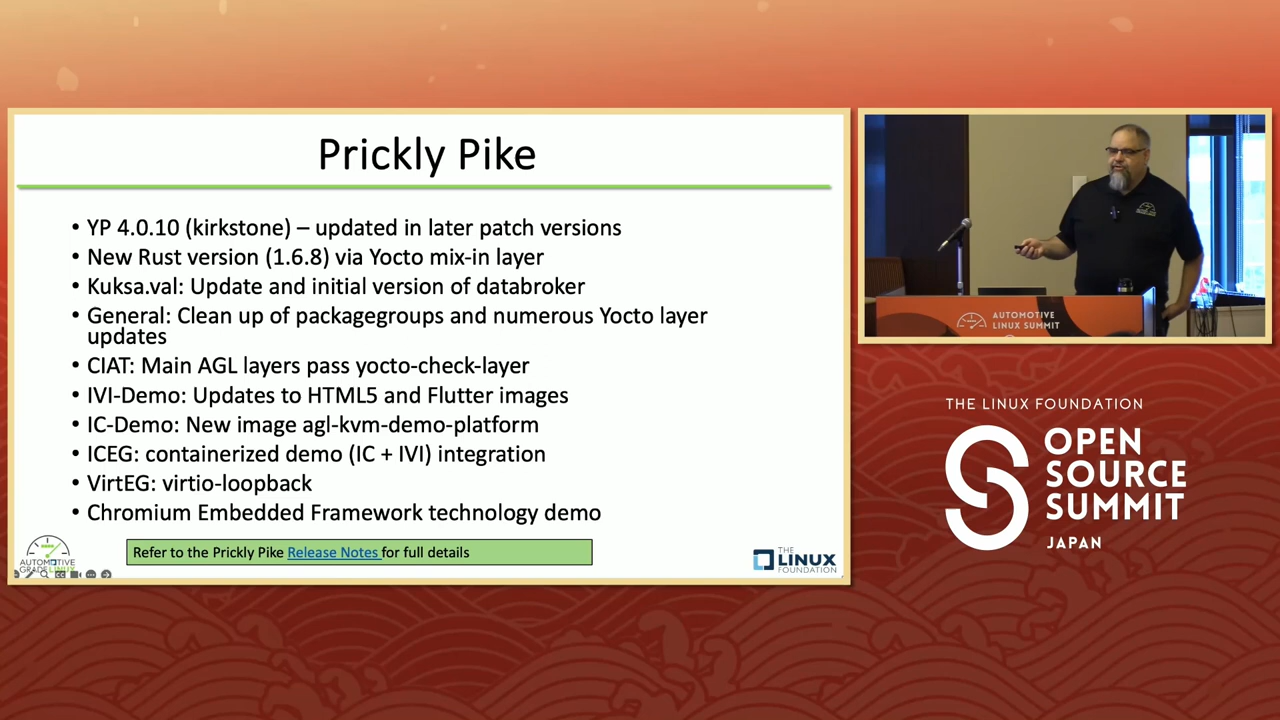 Prickly Pike
• YP 4.0.10 (kirkstone) – updated in later patch versions
• New Rust version (1.6.8) via Yocto mix-in layer
• Kuksa.val: Update and initial version of databroker
• General: Clean up of packagegroups and numerous Yocto layer
updates
• CIAT: Main AGL layers pass yocto-check-layer
• IVI-Demo: Updates to HTML5 and Flutter images
• IC-Demo: New image agl-kvm-demo-platform
• ICEG: containerized demo (IC + IVI) integration
• VirtEG: virtio-loopback
• Chromium Embedded Framework technology demo
Refer to the Prickly Pike Release Notes for full details
AUTOMOTIVE
GRADELINUX
THE
LINUX
FOUNDATION
AUTOMOTIVE
LINUX SUMMIT
THE LINUX FOUNDATION
OPEN
SOURCE
SUMMIT
JAPAN